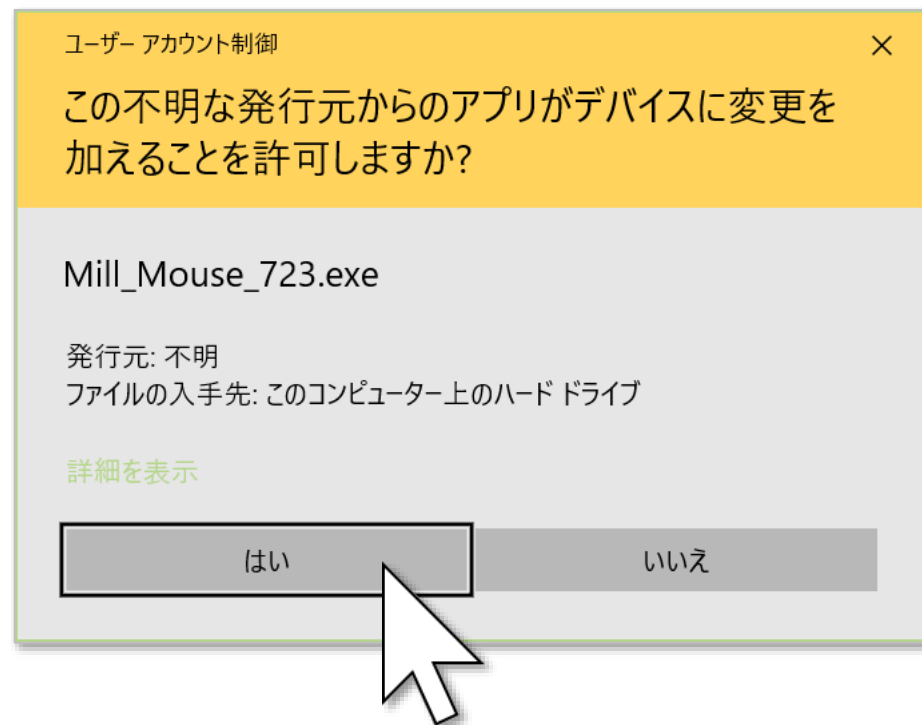 ユーザー アカウント制御
この不明な発行元からのアプリがデバイスに変更を
加えることを許可しますか?
Mill_Mouse_723.exe
発行元: 不明
ファイルの入手先: このコンピューター上のハード ドライブ
詳細を表示
はい
いいえ